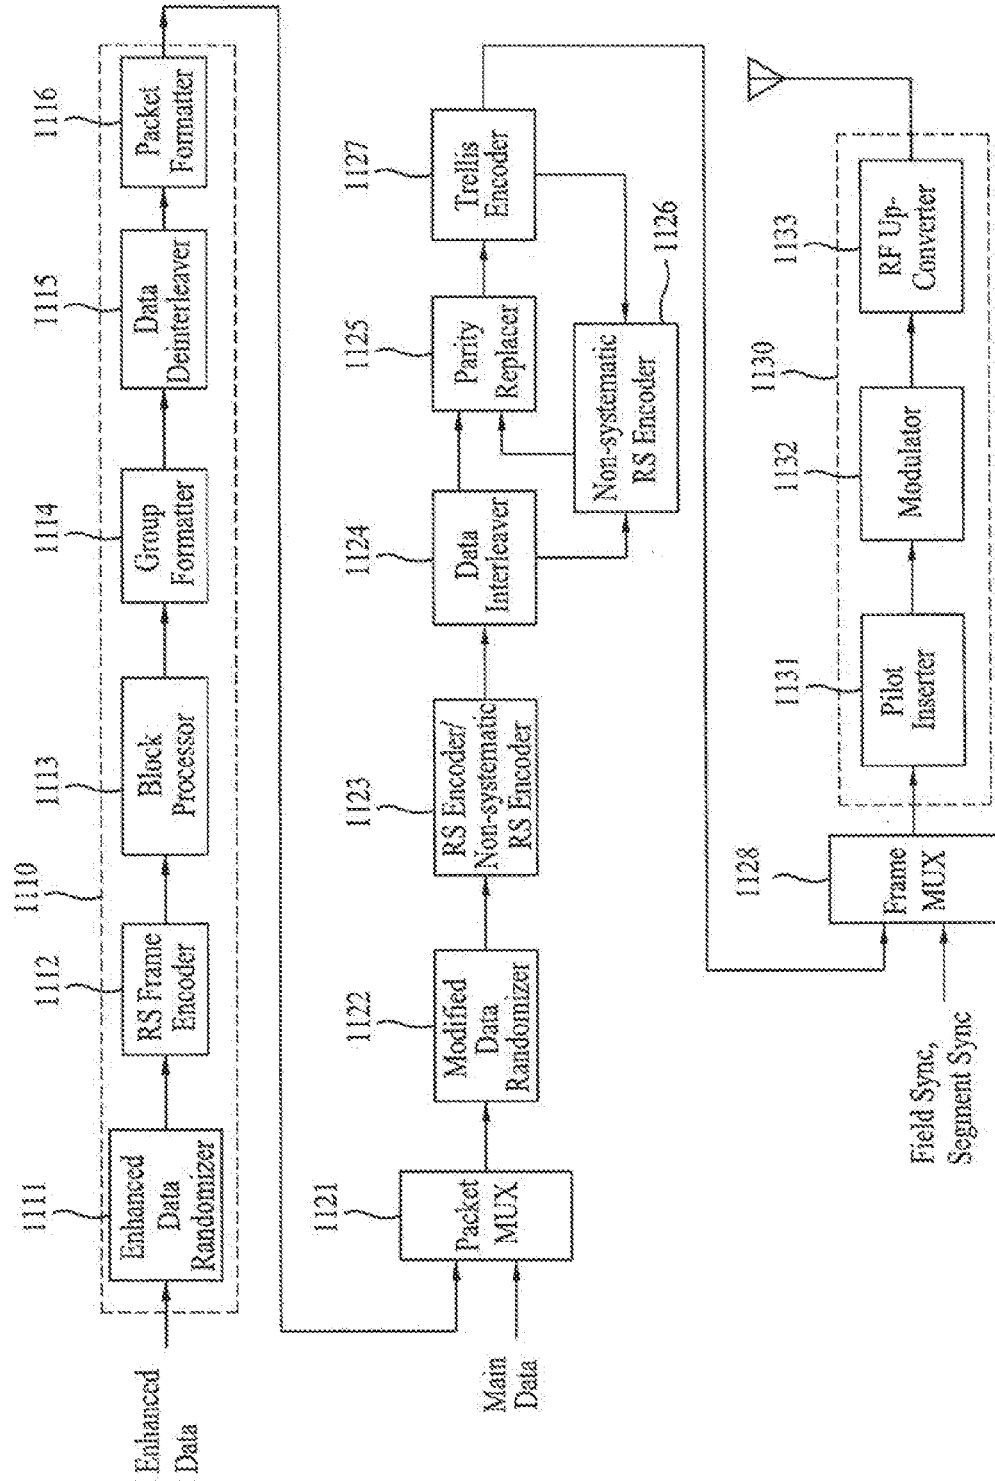 1110
1111
1112
1113
1114
1115
1116
Enhanced
Data
Enhanced
Data
Randomizer
RS Frame
Encoder
Block
Processor
Group
Formatter
Data
Deinterleaver
Packet
Formatter
1121
1122
1123
1124
1125
1127
Main
Data
Packet
MUX
Modified
Data
Randomizer
RS Encoder/
Non-systematic
RS Encoder
Data
Interleaver
Parity
Replacer
Trellis
Encoder
Non-systematic
RS Encoder
1126
1128
1130
1131
1132
1133
Field Sync,
Segment Sync
Frame
MUX
Pilot
Inserter
Modulator
RF Up-
Converter